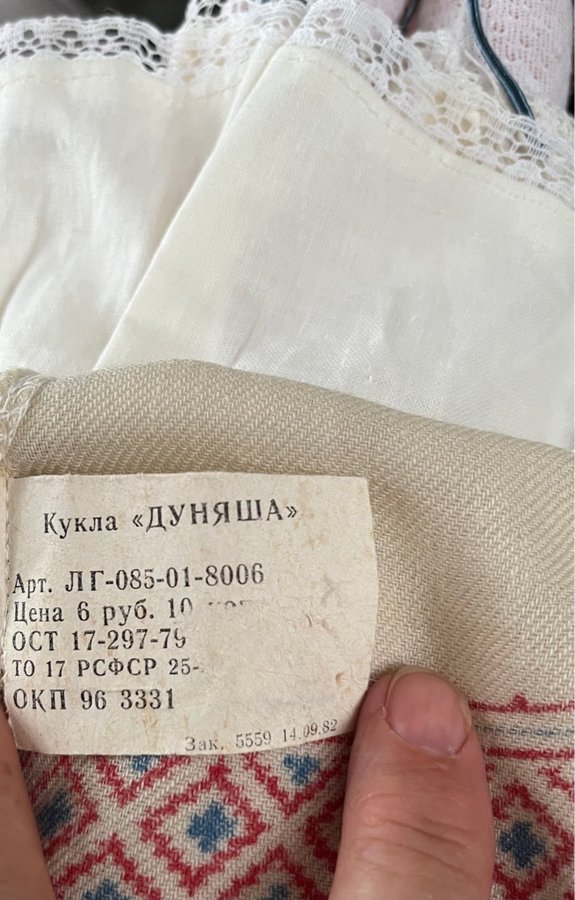 Кукла «ДУНЯША»
Арт. ЛГ-085-01-8006
Цена 6 руб. 10
ОСТ 17-297-79
ТО 17 РСФСР 25-
ОКП 96 3331
Зак. 5559 14.09.82